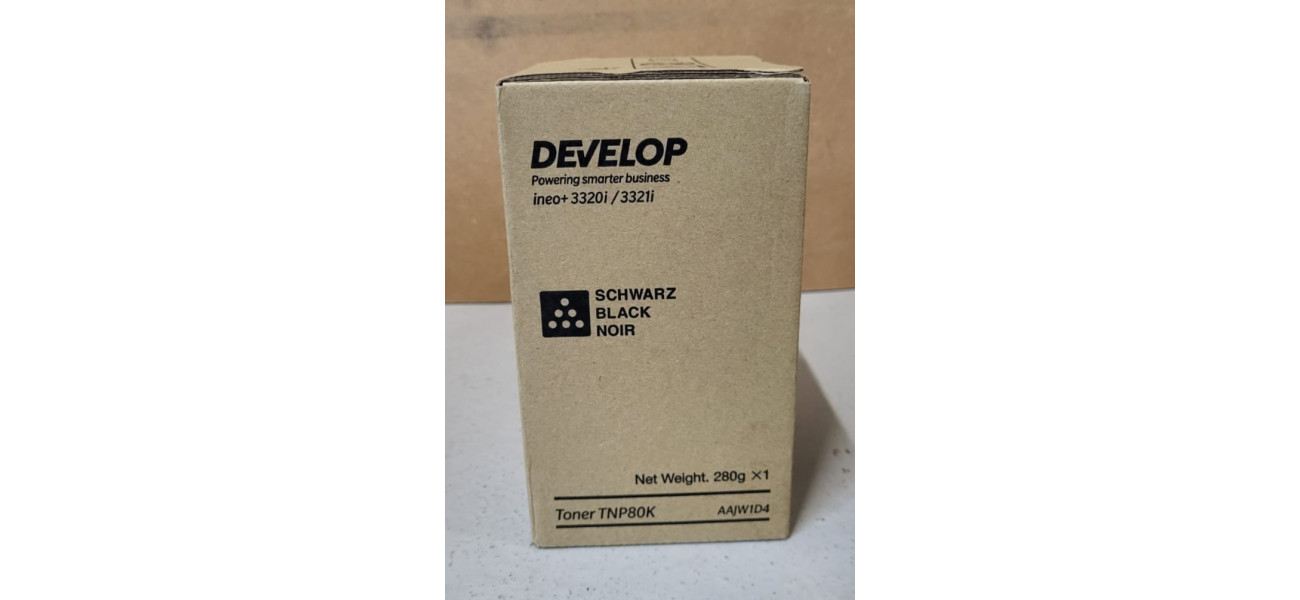 DEVELOP
Powering smarter business
ineo+ 3320i / 3321i
SCHWARZ
BLACK
NOIR
Net Weight. 280g ×1
Toner TNP80K AAJW1D4